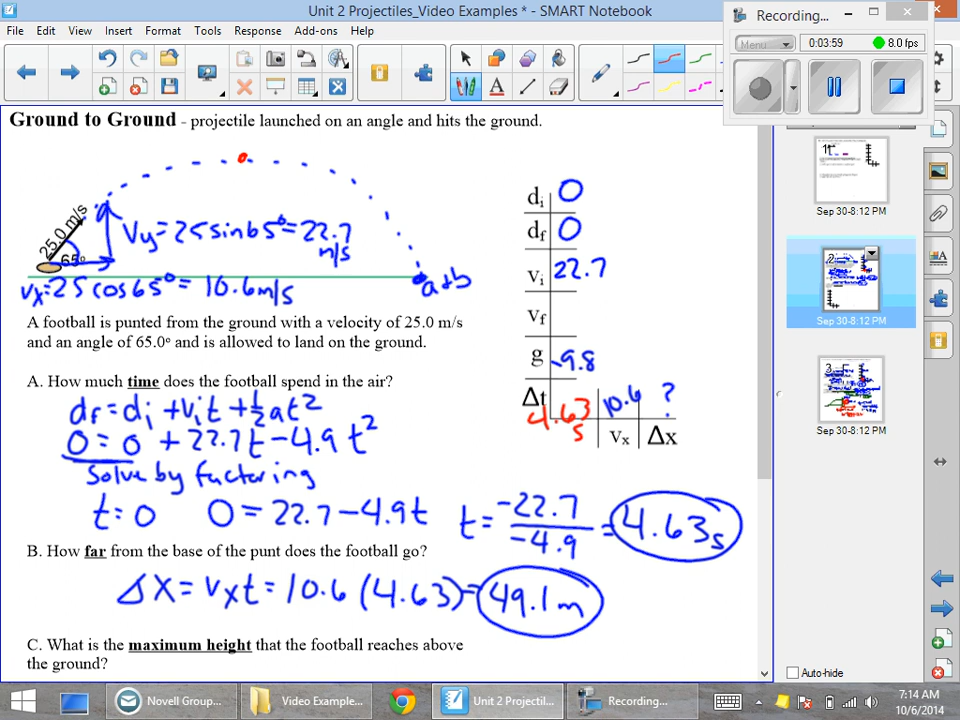 Unit 2 Projectiles_Video Examples * - SMART Notebook
Recording...
File Edit View Insert Format Tools Response Add-ons Help
Menu
0:03:59
8.0 fps
Ground to Ground - projectile launched on an angle and hits the ground.
25.0 m/s
65°
Vy = 25 sin65° = 22.7 m/s
vx = 25 cos65° = 10.6 m/s
a+b
di 0
df 0
vi 22.7
vf
g -9.8
Δt 4.63 s
10.6 ?
vx Δx
A football is punted from the ground with a velocity of 25.0 m/s
and an angle of 65.0° and is allowed to land on the ground.
A. How much time does the football spend in the air?
df = di + vit + ½at²
0 = 0 + 22.7t - 4.9t²
Solve by factoring
t = 0 0 = 22.7 - 4.9t t = -22.7 / -4.9 = 4.63s
B. How far from the base of the punt does the football go?
Δx = vxt = 10.6 (4.63) = 49.1m
C. What is the maximum height that the football reaches above
the ground?
Sep 30-8:12 PM
Sep 30-8:12 PM
Sep 30-8:12 PM
Auto-hide
Novell Group...
Video Example...
Unit 2 Projectil...
Recording...
7:14 AM
10/6/2014